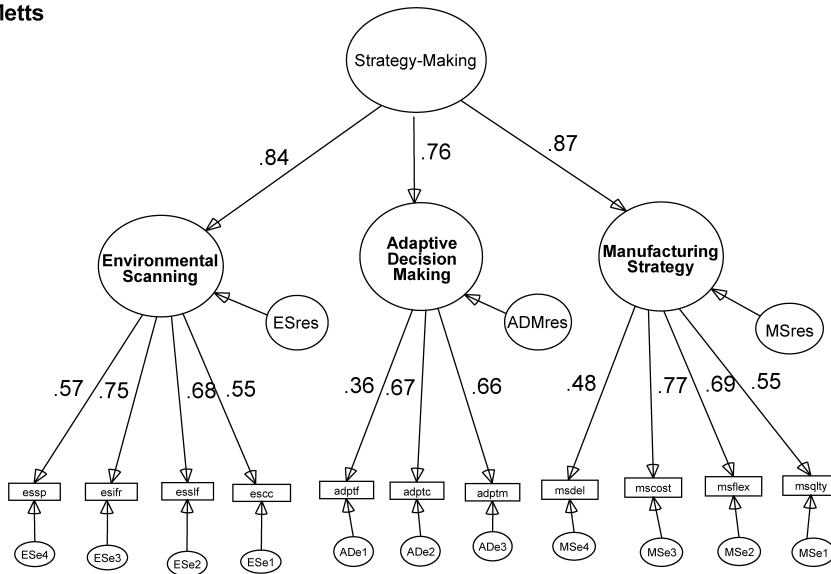 Metts
Strategy-Making
.84
.76
.87
Environmental
Scanning
Adaptive
Decision
Making
Manufacturing
Strategy
ESres
ADMres
MSres
.57
.75
.68
.55
.36
.67
.66
.48
.77
.69
.55
essp
esifr
esslf
escc
adptf
adptc
adptm
msdel
mscost
msflex
msqlty
ESe4
ESe3
ESe2
ESe1
ADe1
ADe2
ADe3
MSe4
MSe3
MSe2
MSe1